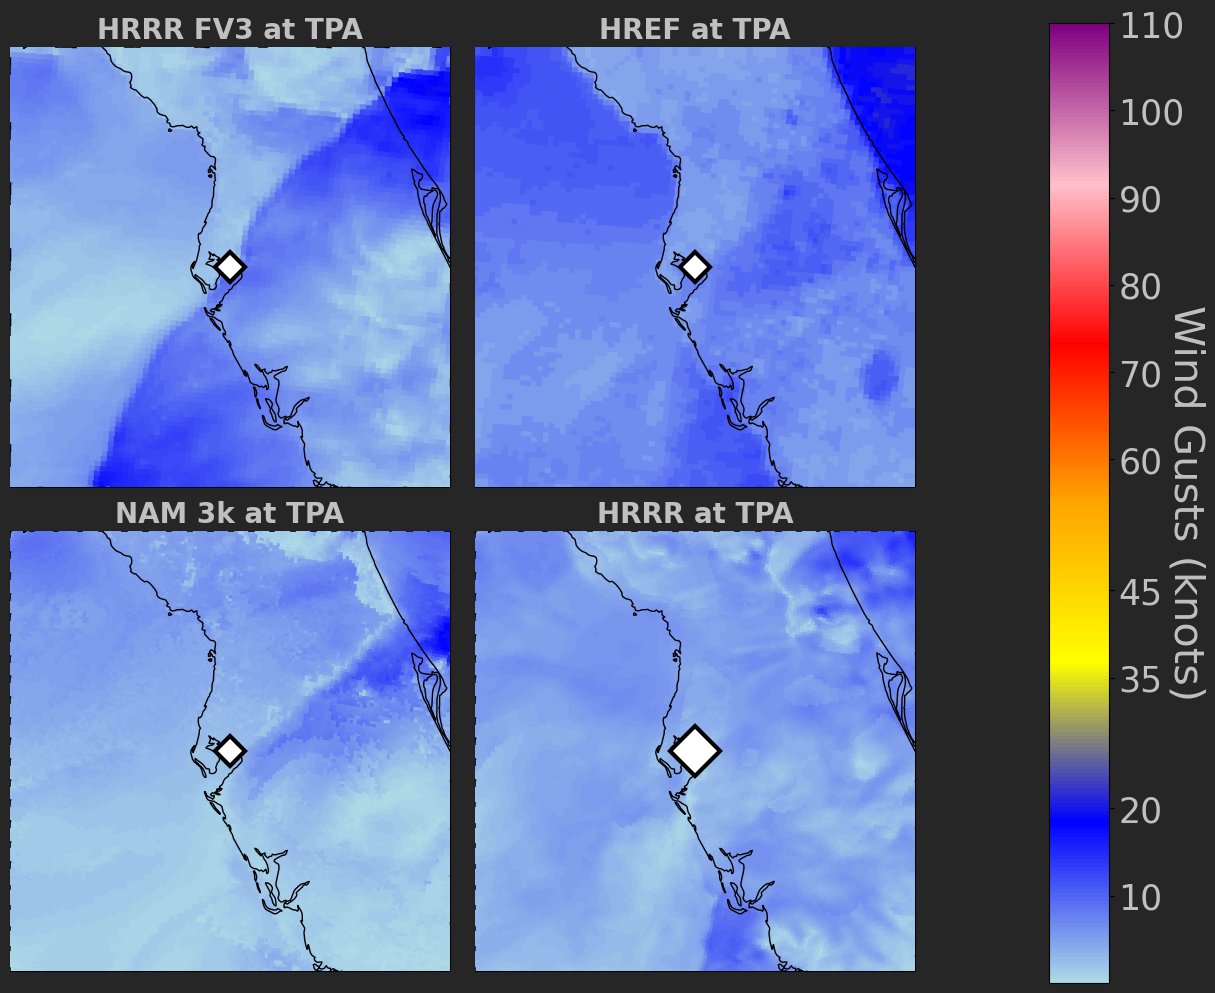 HRRR FV3 at TPA
HREF at TPA
NAM 3k at TPA
HRRR at TPA
110
100
90
80
70
60
45
35
20
10
Wind Gusts (knots)